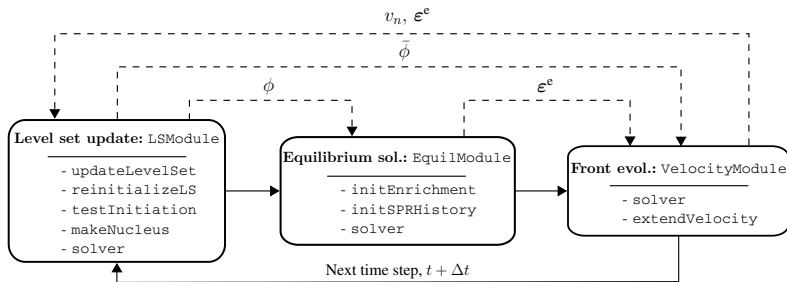 v_n, ε^e
ϕ̄
ϕ
ε^e
Level set update: LSModule
- updateLevelSet
- reinitializeLS
- testInitiation
- makeNucleus
- solver
Equilibrium sol.: EquilModule
- initEnrichment
- initSPRHistory
- solver
Front evol.: VelocityModule
- solver
- extendVelocity
Next time step, t + Δt